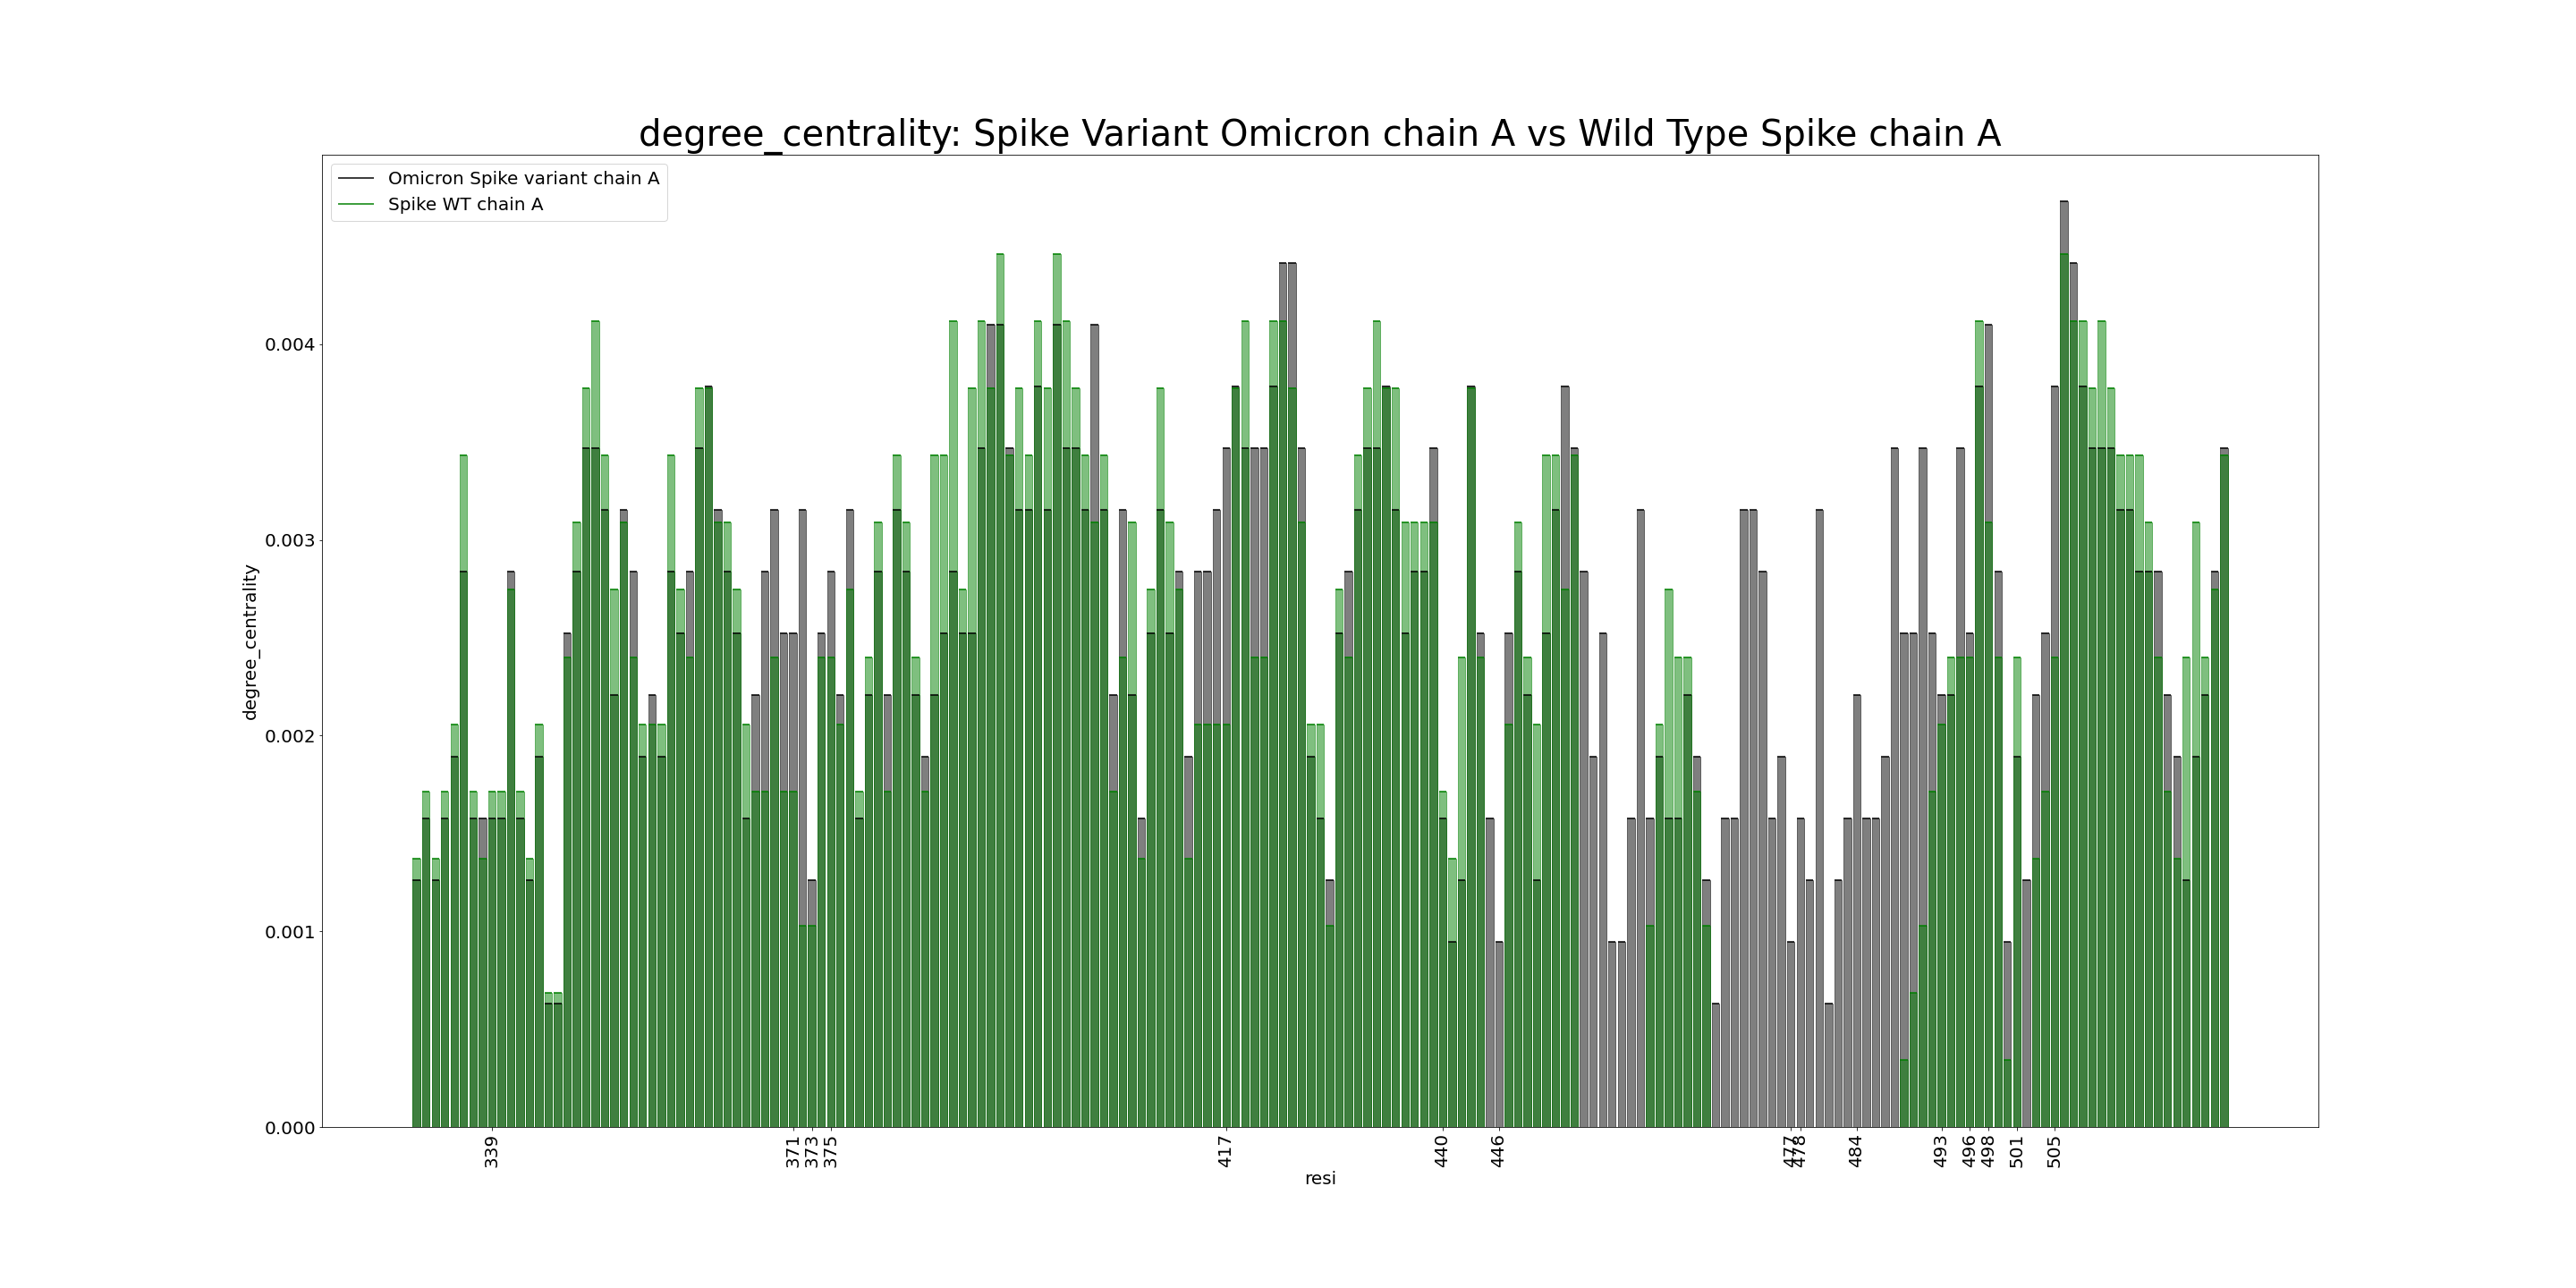 degree_centrality: Spike Variant Omicron chain A vs Wild Type Spike chain A
Omicron Spike variant chain A
Spike WT chain A
degree_centrality
0.004
0.003
0.002
0.001
0.000
339 371 373 375 417 440 446 477 478 484 493 496 498 501 505
resi